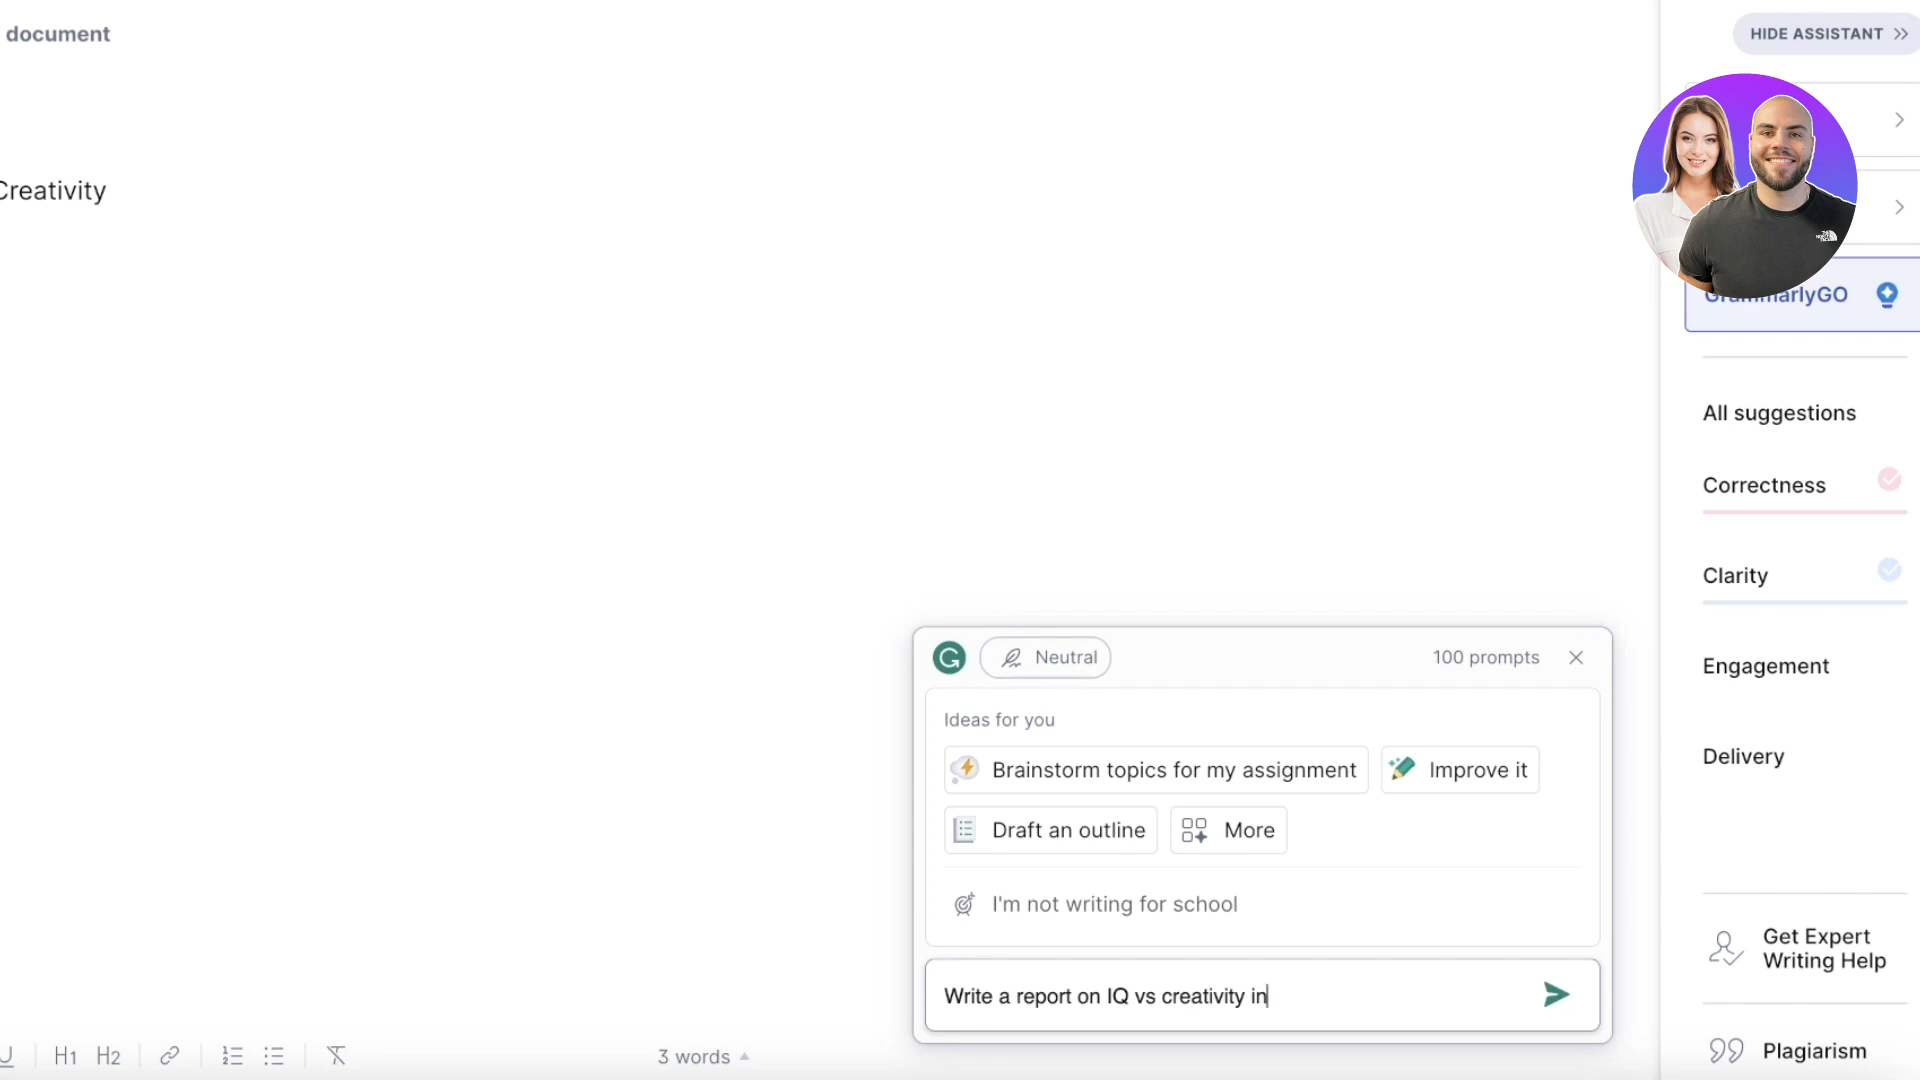 document
HIDE ASSISTANT
Creativity
GrammarlyGO
All suggestions
Correctness
Clarity
Engagement
Delivery
Get Expert
Writing Help
Plagiarism
Neutral
100 prompts
Ideas for you
Brainstorm topics for my assignment
Improve it
Draft an outline
More
I'm not writing for school
Write a report on IQ vs creativity in
H1 H2
3 words